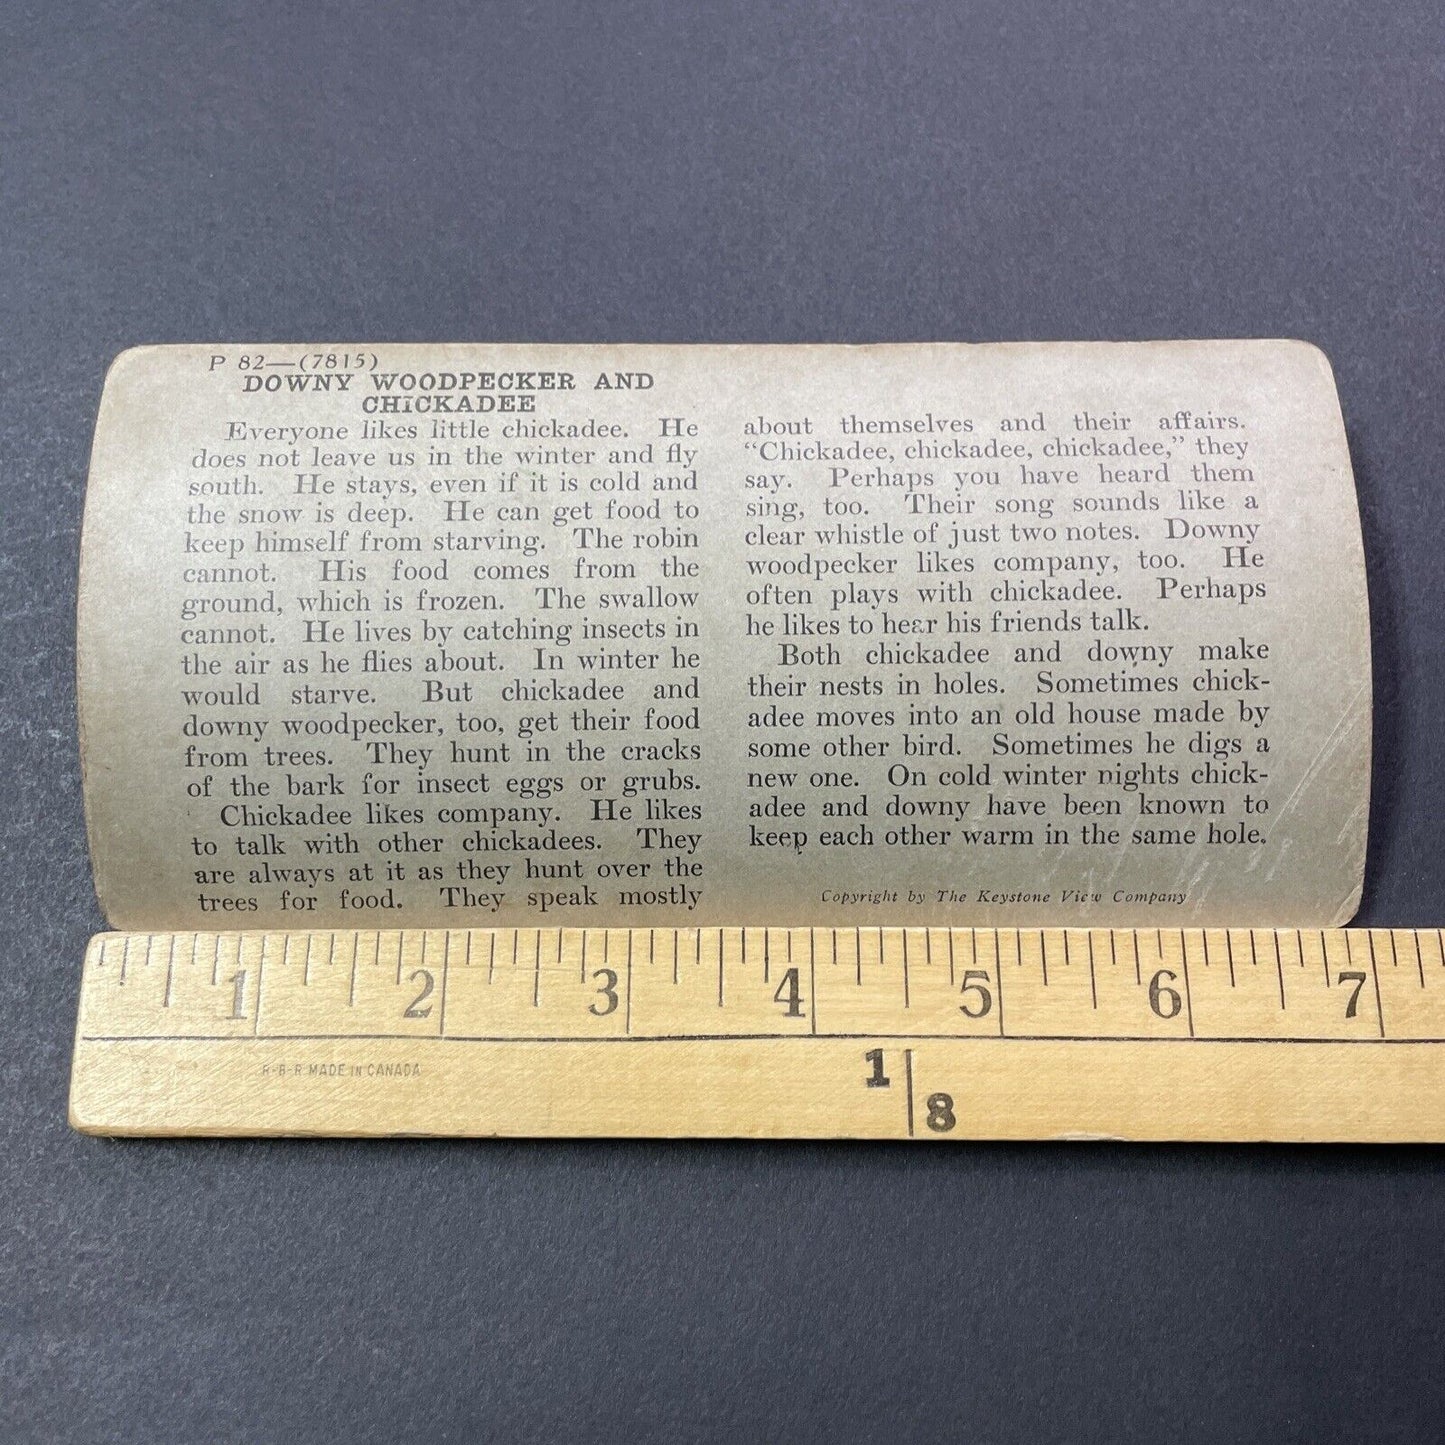 P 82—(7815)
DOWNY WOODPECKER AND
CHICKADEE
Everyone likes little chickadee. He
does not leave us in the winter and fly
south. He stays, even if it is cold and
the snow is deep. He can get food to
keep himself from starving. The robin
cannot. His food comes from the
ground, which is frozen. The swallow
cannot. He lives by catching insects in
the air as he flies about. In winter he
would starve. But chickadee and
downy woodpecker, too, get their food
from trees. They hunt in the cracks
of the bark for insect eggs or grubs.
Chickadee likes company. He likes
to talk with other chickadees. They
are always at it as they hunt over the
trees for food. They speak mostly
about themselves and their affairs.
“Chickadee, chickadee, chickadee,” they
say. Perhaps you have heard them
sing, too. Their song sounds like a
clear whistle of just two notes. Downy
woodpecker likes company, too. He
often plays with chickadee. Perhaps
he likes to hear his friends talk.
Both chickadee and downy make
their nests in holes. Sometimes chick-
adee moves into an old house made by
some other bird. Sometimes he digs a
new one. On cold winter nights chick-
adee and downy have been known to
keep each other warm in the same hole.
Copyright by The Keystone View Company
1 2 3 4 5 6 7
R-B-R MADE IN CANADA
1 8